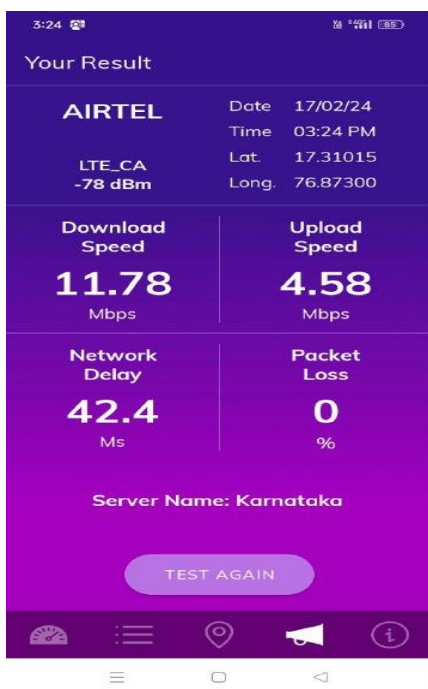 3:24
85
Your Result
AIRTEL
LTE_CA
-78 dBm
Date 17/02/24
Time 03:24 PM
Lat. 17.31015
Long. 76.87300
Download
Speed
11.78
Mbps
Upload
Speed
4.58
Mbps
Network
Delay
42.4
Ms
Packet
Loss
0
%
Server Name: Karnataka
TEST AGAIN